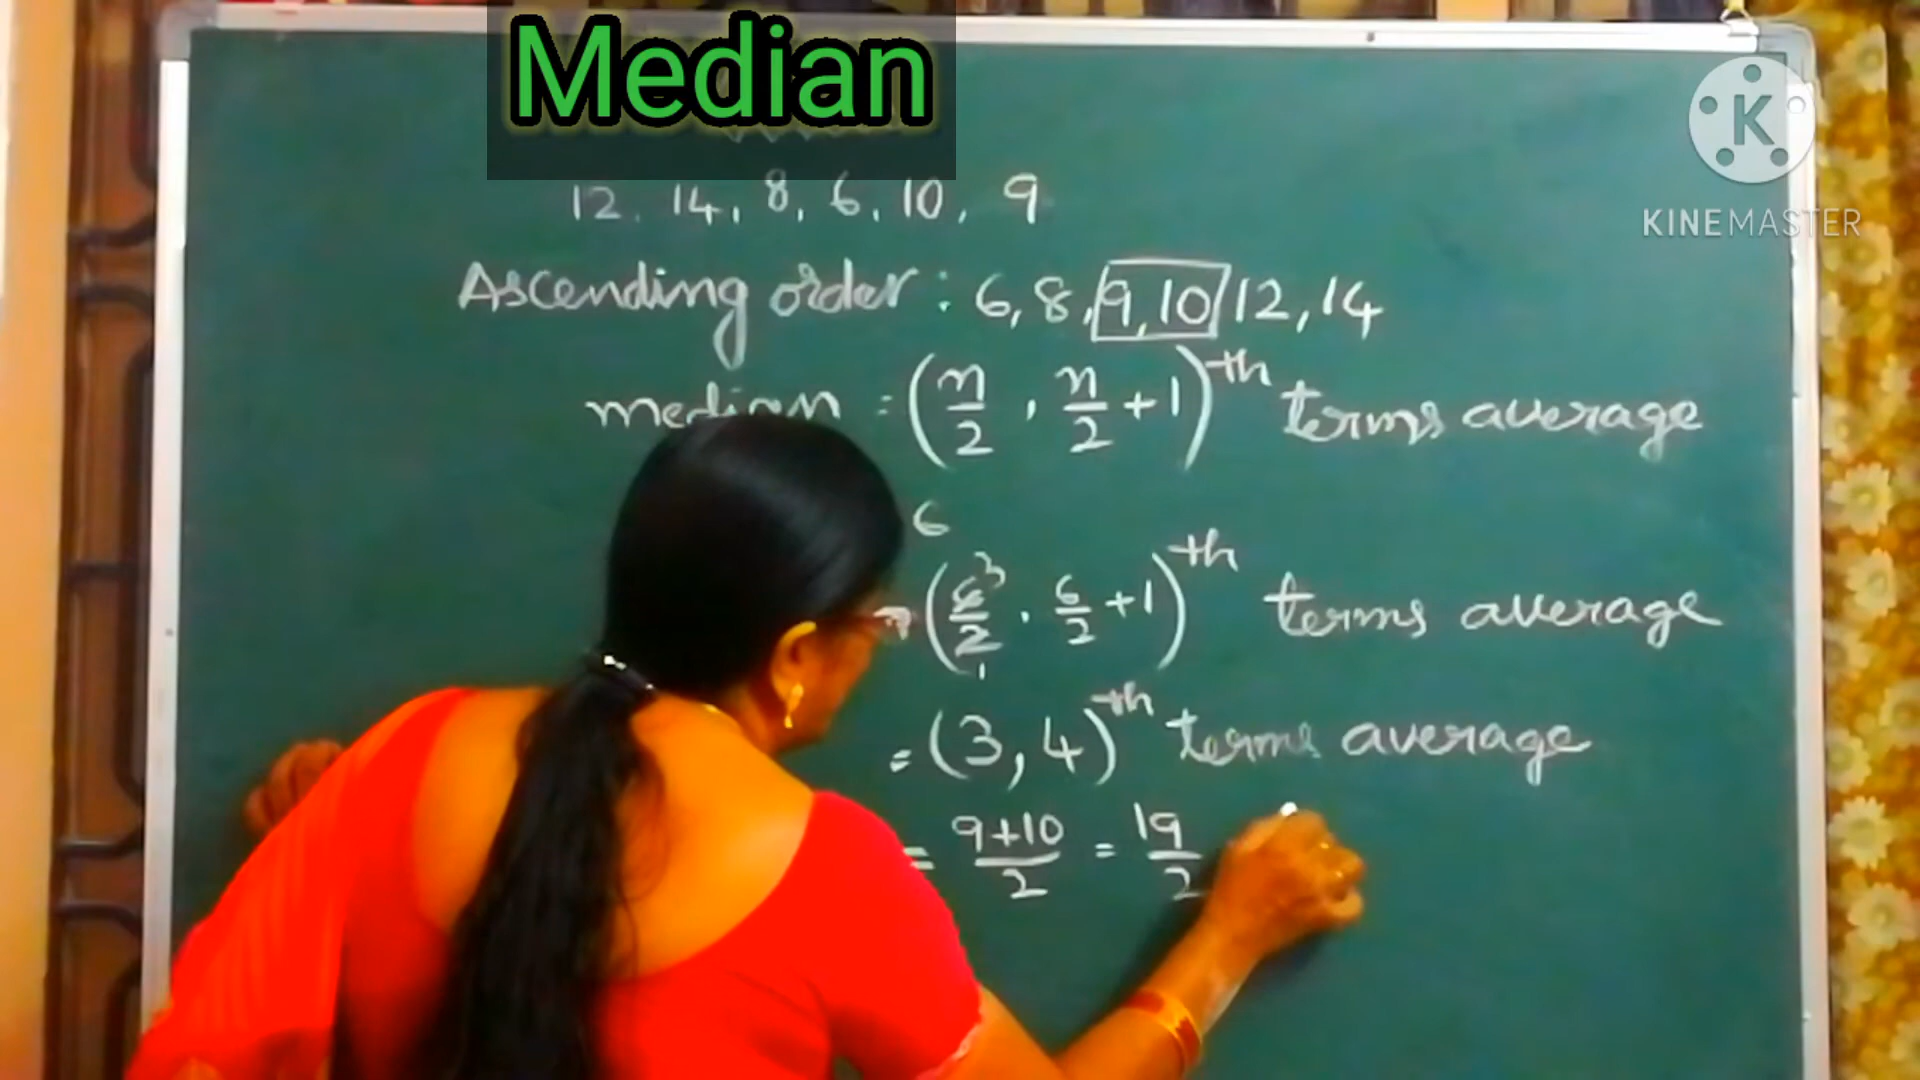 Median
K
KINEMASTER
12, 14, 8, 6, 10, 9
Ascending order : 6, 8, 9, 10 12, 14
median = (n/2, n/2 + 1)th terms average
6
(6/2 3 1, 6/2 + 1)th terms average
= (3, 4)th terms average
= 9+10/2 = 19/2